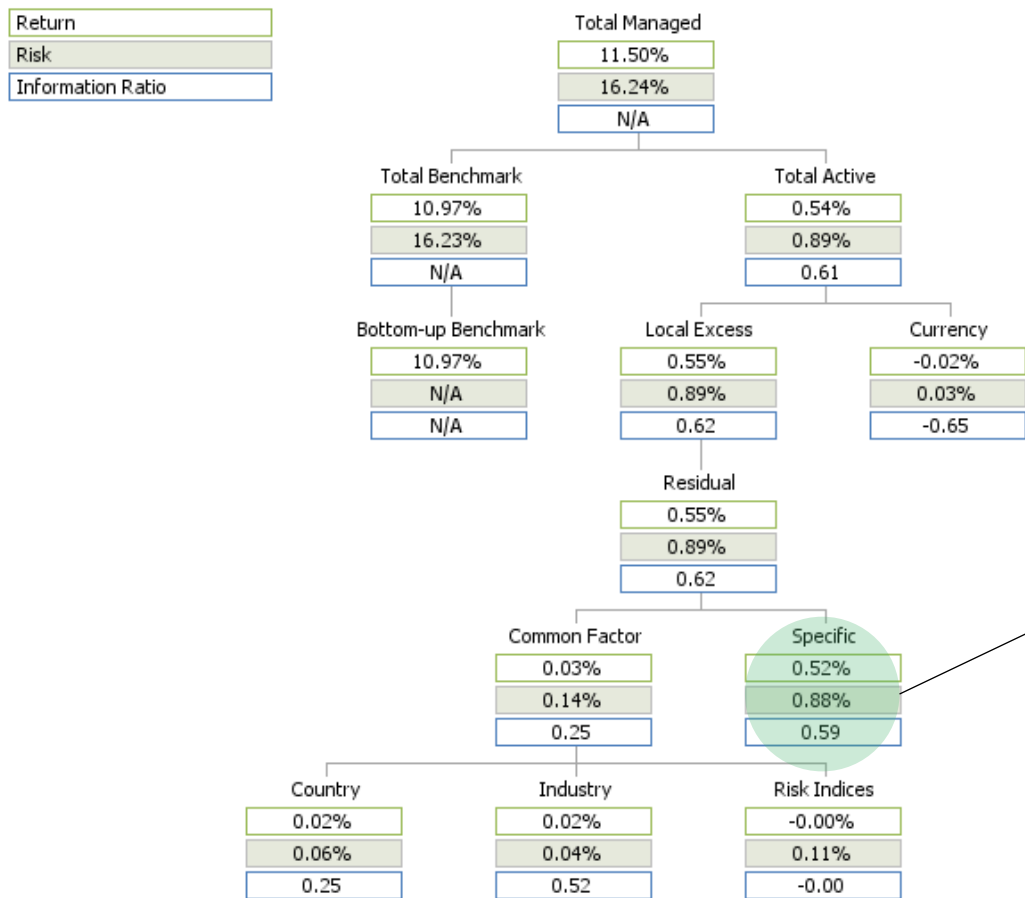 Return
Risk
Information Ratio
Total Managed
11.50%
16.24%
N/A
Total Benchmark
10.97%
16.23%
N/A
Total Active
0.54%
0.89%
0.61
Bottom-up Benchmark
10.97%
N/A
N/A
Local Excess
0.55%
0.89%
0.62
Currency
-0.02%
0.03%
-0.65
Residual
0.55%
0.89%
0.62
Common Factor
0.03%
0.14%
0.25
Specific
0.52%
0.88%
0.59
Country
0.02%
0.06%
0.25
Industry
0.02%
0.04%
0.52
Risk Indices
-0.00%
0.11%
-0.00